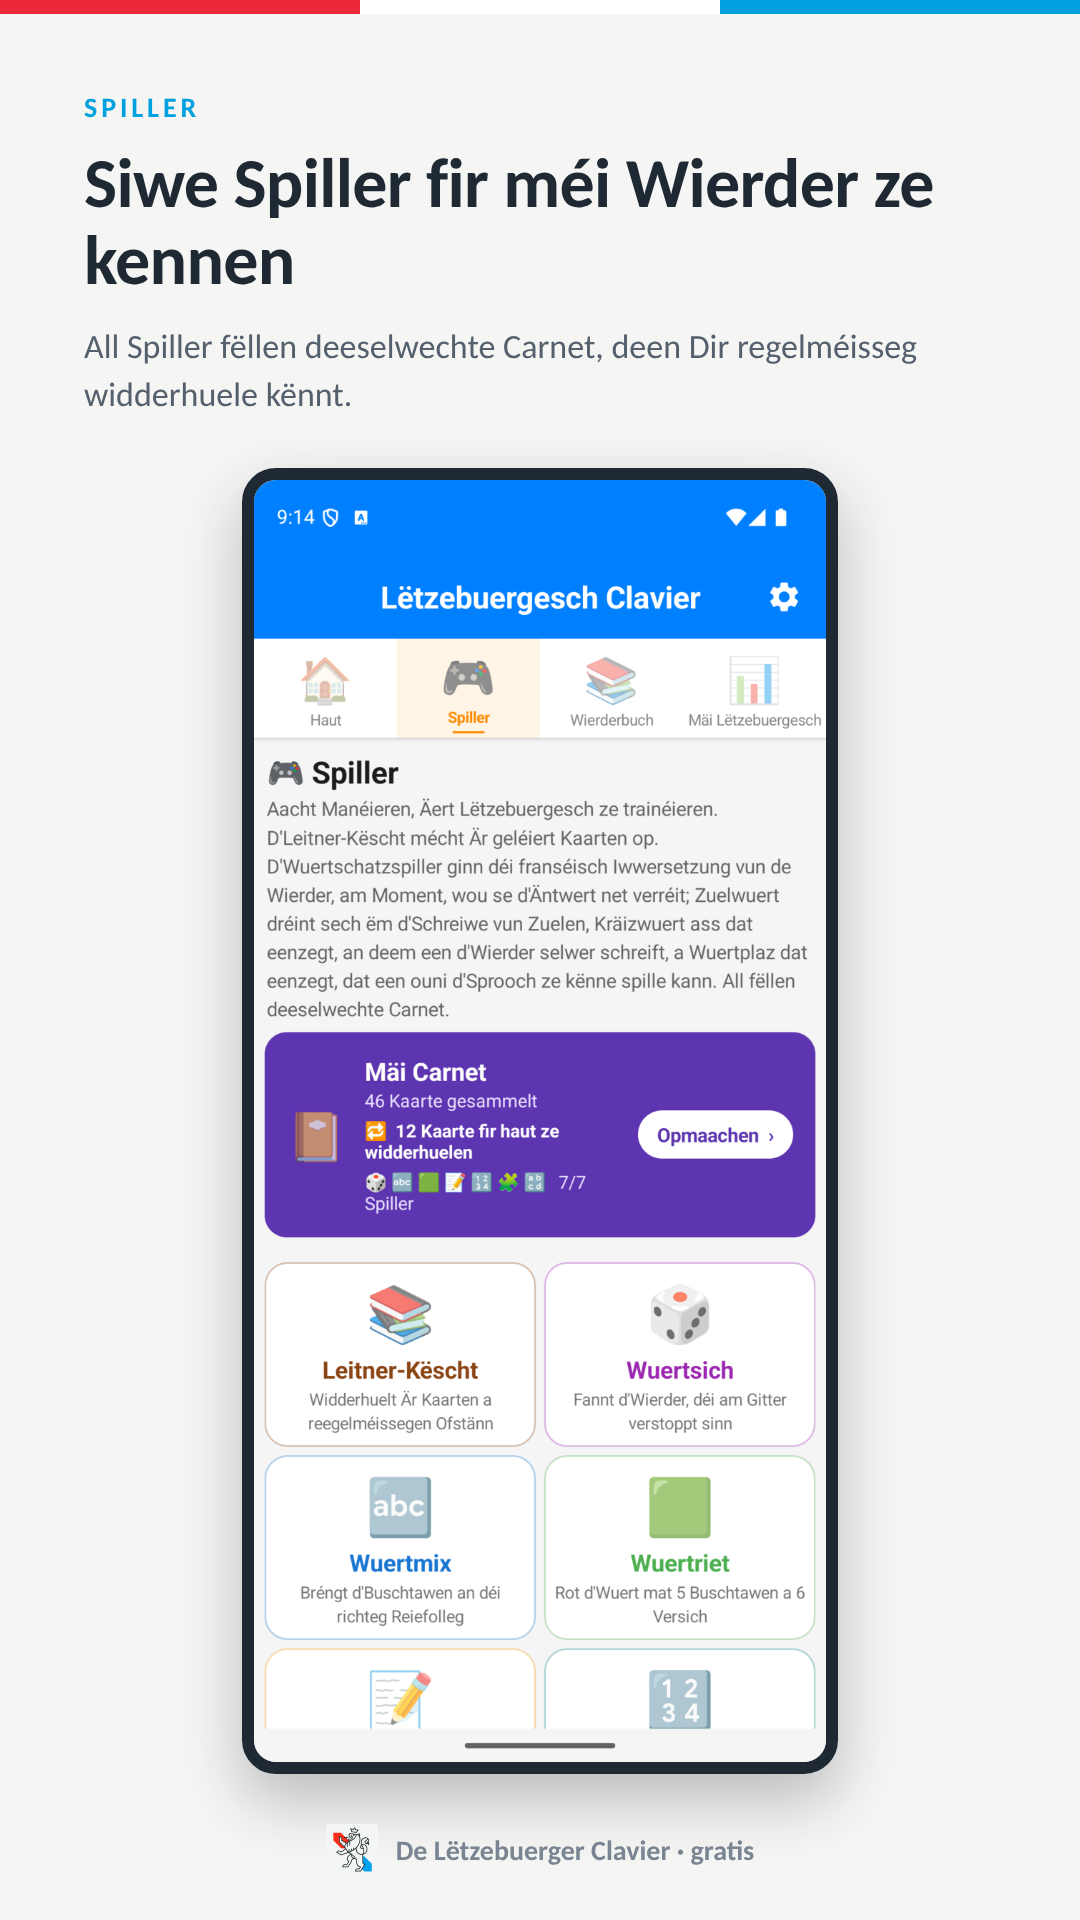 SPILLER
Siwe Spiller fir méi Wierder ze
kennen
All Spiller fëllen deeselwechte Carnet, deen Dir regelméisseg
widderhuele kënnt.
9:14
Lëtzebuergesch Clavier
Haut
Spiller
Wierderbuch
Mäi Lëtzebuergesch
Spiller
Aacht Manéieren, Äert Lëtzebuergesch ze trainéieren.
D'Leitner-Këscht mécht Är geléiert Kaarten op.
D'Wuertschatzspiller ginn déi franséisch Iwwersetzung vun de
Wierder, am Moment, wou se d'Äntwert net verréit; Zuelwuert
dréint sech ëm d'Schreiwe vun Zuelen, Kräizwuert ass dat
eenzegt, an deem een d'Wierder selwer schreift, a Wuertplaz dat
eenzegt, dat een ouni d'Sprooch ze kënne spille kann. All fëllen
deeselwechte Carnet.
Mäi Carnet
46 Kaarte gesammelt
12 Kaarte fir haut ze
widderhuelen
7/7
Spiller
Opmaachen ›
Leitner-Këscht
Widderhuelt Är Kaarten a
reegelméissegen Ofstänn
Wuertsich
Fannt d'Wierder, déi am Gitter
verstoppt sinn
abc
Wuertmix
Bréngt d'Buschtawen an déi
richteg Reiefolleg
Wuertriet
Rot d'Wuert mat 5 Buschtawen a 6
Versich
1 2
3 4
De Lëtzebuerger Clavier · gratis